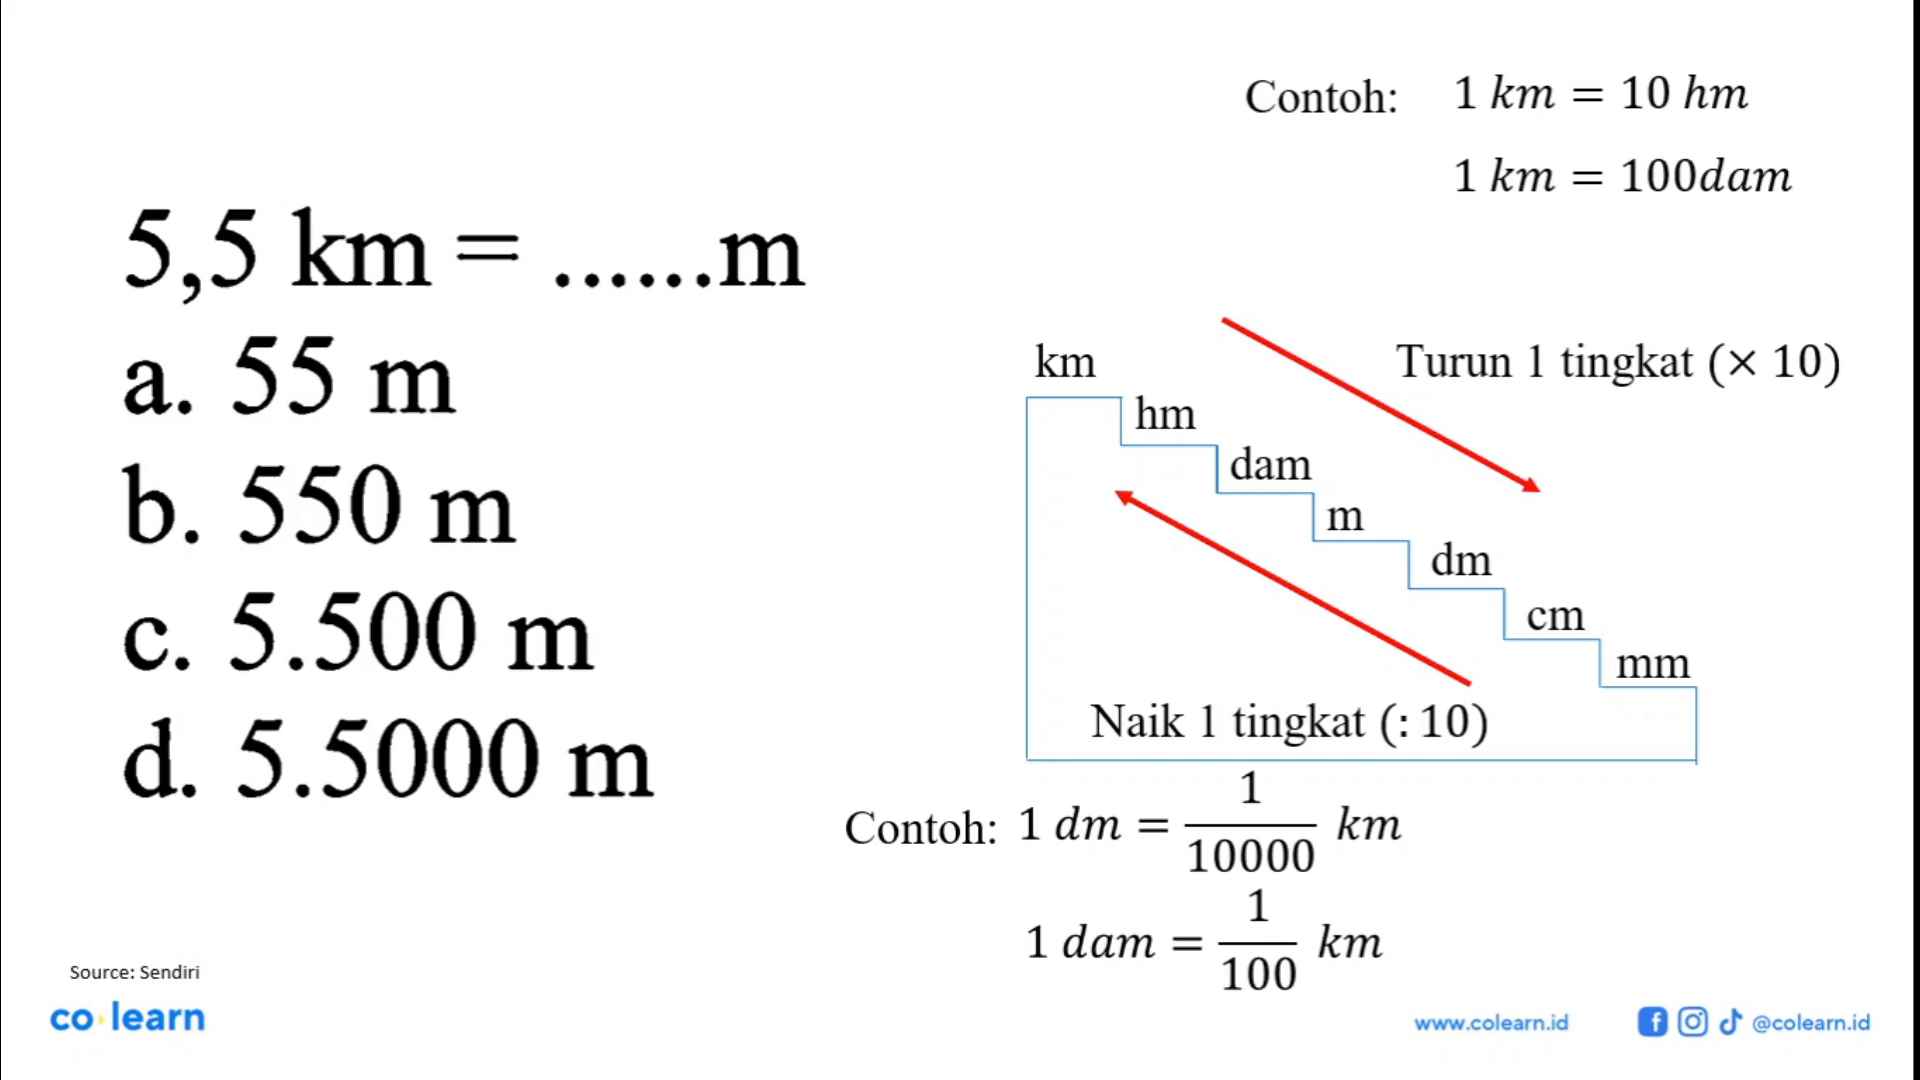 Contoh: 1 km = 10 hm
1 km = 100dam
5,5 km = ......m
a. 55 m
b. 550 m
c. 5.500 m
d. 5.5000 m
Turun 1 tingkat (× 10)
km
hm
dam
m
dm
cm
mm
Naik 1 tingkat (: 10)
Contoh: 1 dm = 1/10000 km
1 dam = 1/100 km
Source: Sendiri
co learn
www.colearn.id
@colearn.id